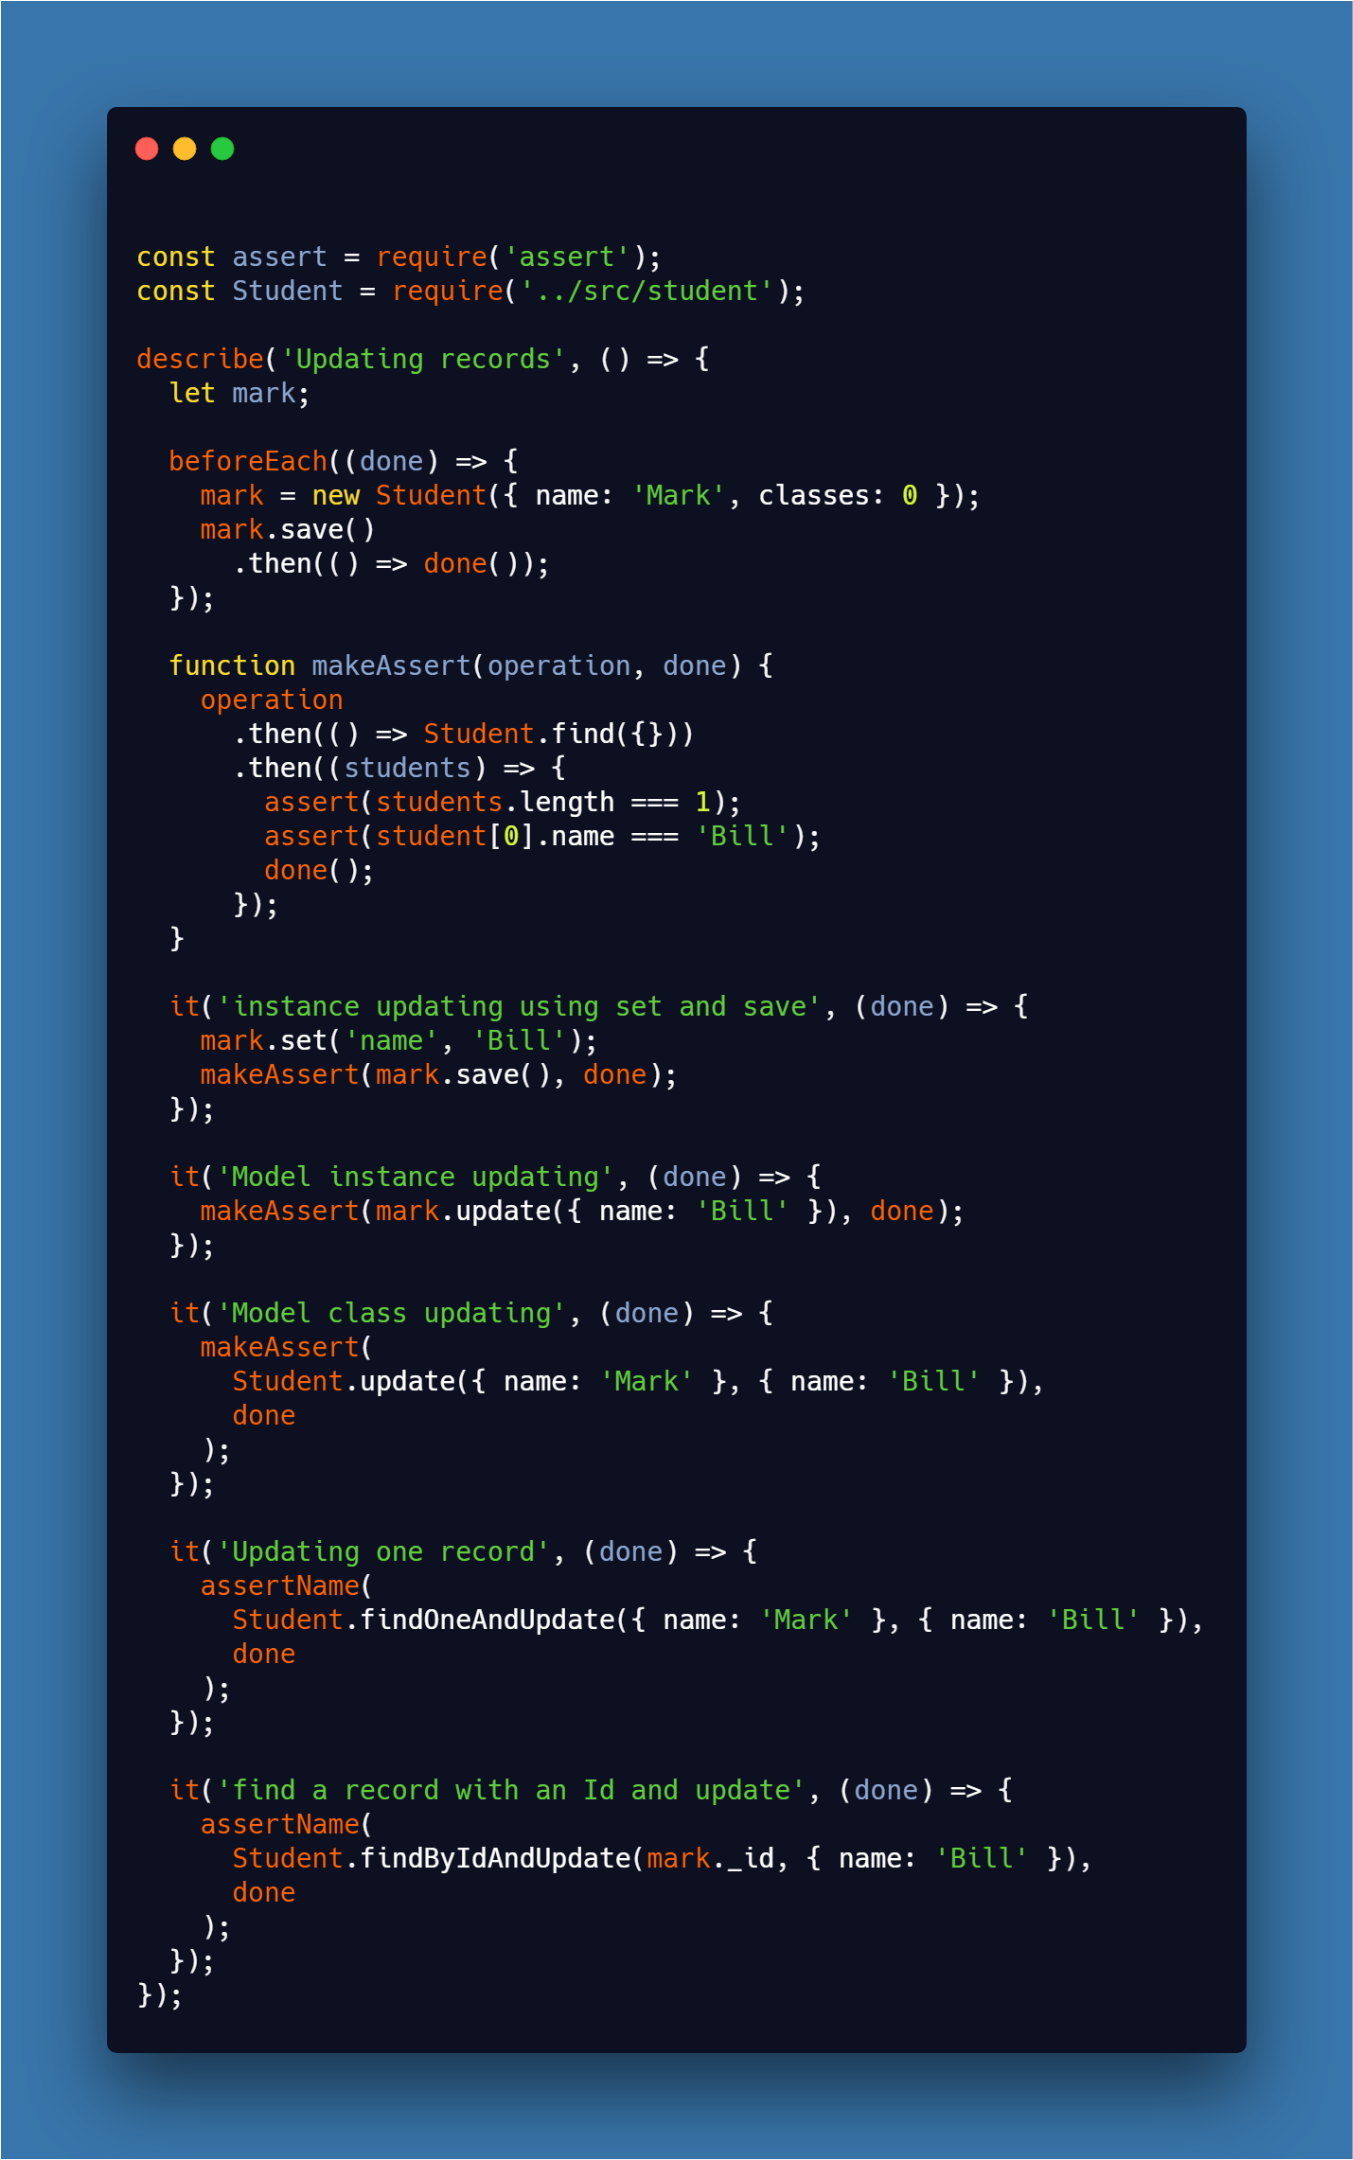 const assert = require('assert');
const Student = require('../src/student');

describe('Updating records', () => {
  let mark;

  beforeEach((done) => {
    mark = new Student({ name: 'Mark', classes: 0 });
    mark.save()
      .then(() => done());
  });

  function makeAssert(operation, done) {
    operation
      .then(() => Student.find({}))
      .then((students) => {
        assert(students.length === 1);
        assert(student[0].name === 'Bill');
        done();
      });
  }

  it('instance updating using set and save', (done) => {
    mark.set('name', 'Bill');
    makeAssert(mark.save(), done);
  });

  it('Model instance updating', (done) => {
    makeAssert(mark.update({ name: 'Bill' }), done);
  });

  it('Model class updating', (done) => {
    makeAssert(
      Student.update({ name: 'Mark' }, { name: 'Bill' }),
      done
    );
  });

  it('Updating one record', (done) => {
    assertName(
      Student.findOneAndUpdate({ name: 'Mark' }, { name: 'Bill' }),
      done
    );
  });

  it('find a record with an Id and update', (done) => {
    assertName(
      Student.findByIdAndUpdate(mark._id, { name: 'Bill' }),
      done
    );
  });
});